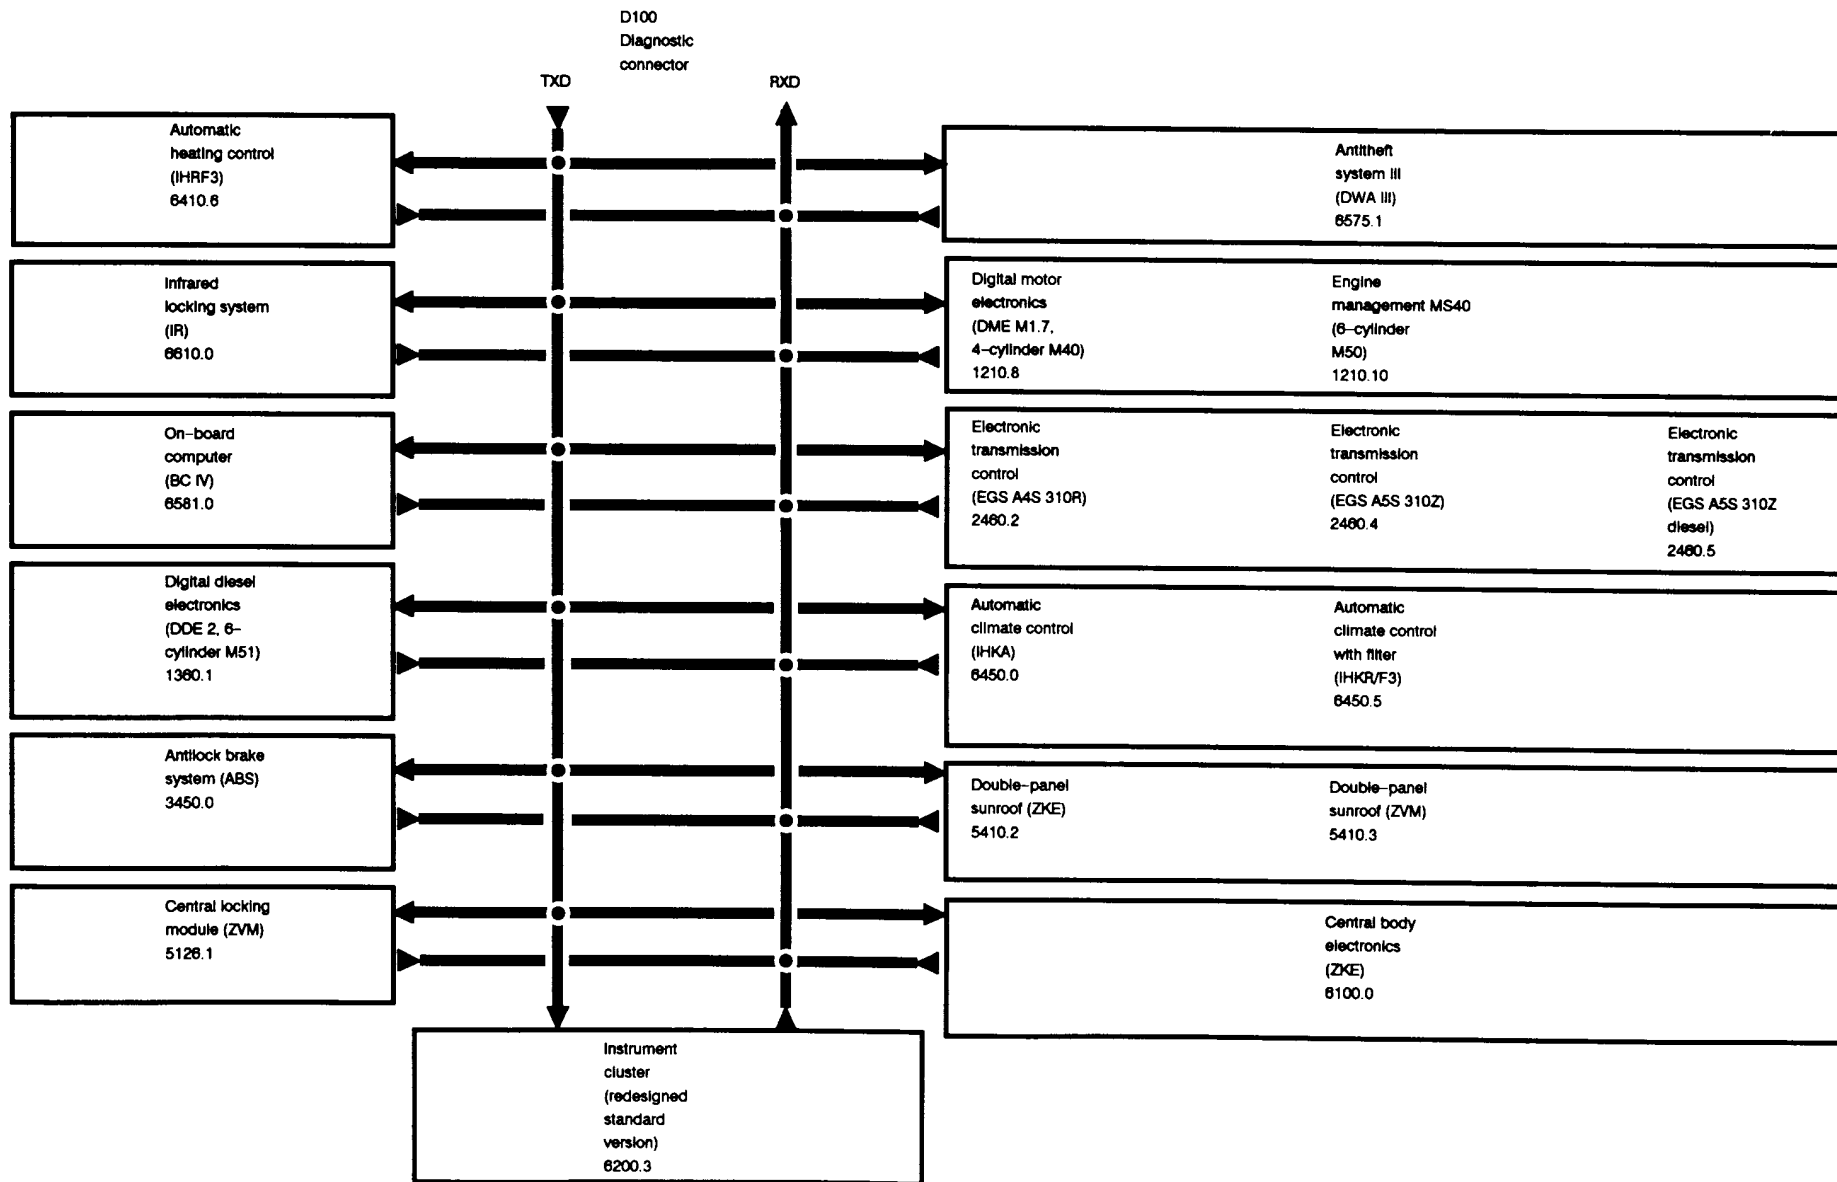 D100
Diagnostic
connector
TXD
RXD
Automatic
heating control
(IHRF3)
6410.6
Antitheft
system III
(DWA III)
6575.1
Infrared
locking system
(IR)
6610.0
Digital motor
electronics
(DME M1.7,
4-cylinder M40)
1210.8
Engine
management MS40
(6-cylinder
M50)
1210.10
On-board
computer
(BC IV)
6581.0
Electronic
transmission
control
(EGS A4S 310R)
2460.2
Electronic
transmission
control
(EGS A5S 310Z)
2460.4
Electronic
transmission
control
(EGS A5S 310Z
diesel)
2460.5
Digital diesel
electronics
(DDE 2, 6-
cylinder M51)
1360.1
Automatic
climate control
(IHKA)
6450.0
Automatic
climate control
with filter
(IHKR/F3)
6450.5
Antilock brake
system (ABS)
3450.0
Double-panel
sunroof (ZKE)
5410.2
Double-panel
sunroof (ZVM)
5410.3
Central locking
module (ZVM)
5126.1
Central body
electronics
(ZKE)
6100.0
Instrument
cluster
(redesigned
standard
version)
6200.3